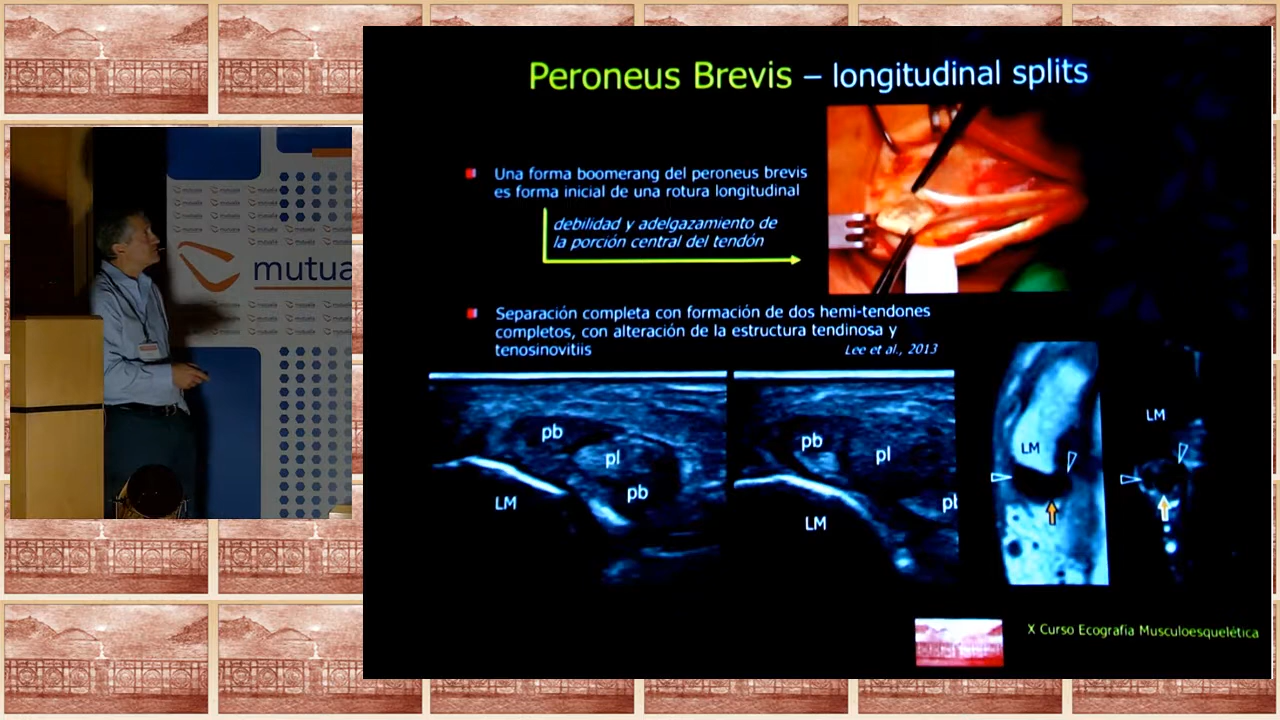 Peroneus Brevis – longitudinal splits
Una forma boomerang del peroneus brevis
es forma inicial de una rotura longitudinal
debilidad y adelgazamiento de
la porción central del tendón
Separación completa con formación de dos hemi-tendones
completos, con alteración de la estructura tendinosa y
tenosinovitiis
Lee et al., 2013
pb
pl
pb
LM
pb
pl
pb
LM
LM
LM
X Curso Ecografía Musculoesquelética
mutua